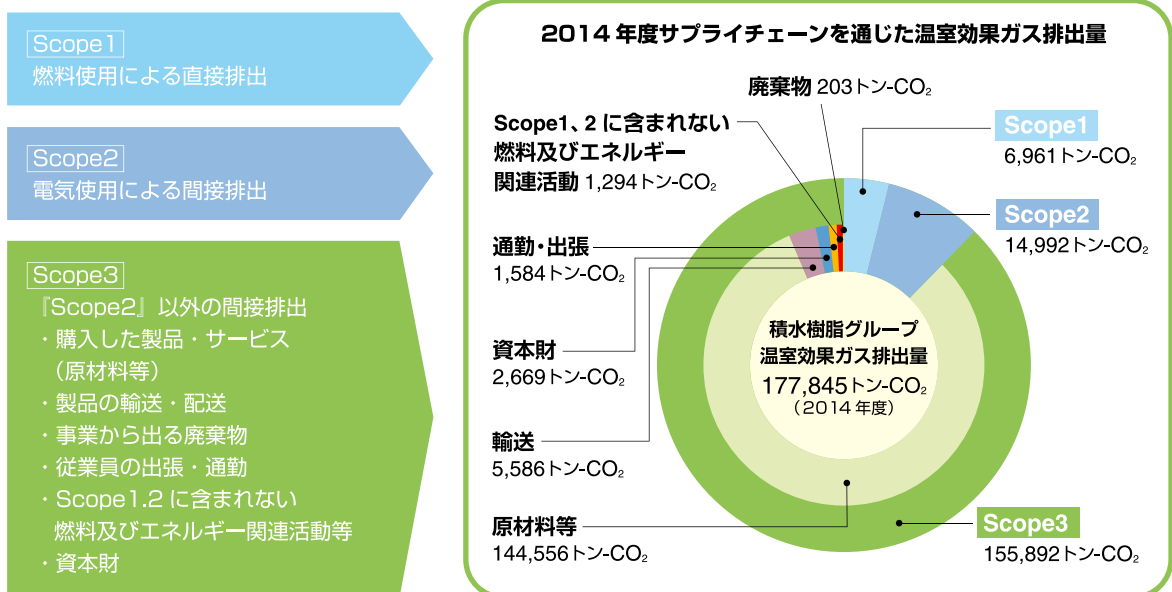 Scope1
燃料使用による直接排出
Scope2
電気使用による間接排出
Scope3
『Scope2』以外の間接排出
・購入した製品・サービス
（原材料等）
・製品の輸送・配送
・事業から出る廃棄物
・従業員の出張・通勤
・Scope1.2 に含まれない
燃料及びエネルギー関連活動等
・資本財
2014 年度サプライチェーンを通じた温室効果ガス排出量
廃棄物 203トン-CO₂
Scope1、2 に含まれない
燃料及びエネルギー
関連活動 1,294トン-CO₂
通勤・出張
1,584トン-CO₂
資本財
2,669トン-CO₂
輸送
5,586トン-CO₂
原材料等
144,556トン-CO₂
Scope1
6,961トン-CO₂
Scope2
14,992トン-CO₂
積水樹脂グループ
温室効果ガス排出量
177,845トン-CO₂
（2014 年度）
Scope3
155,892トン-CO₂